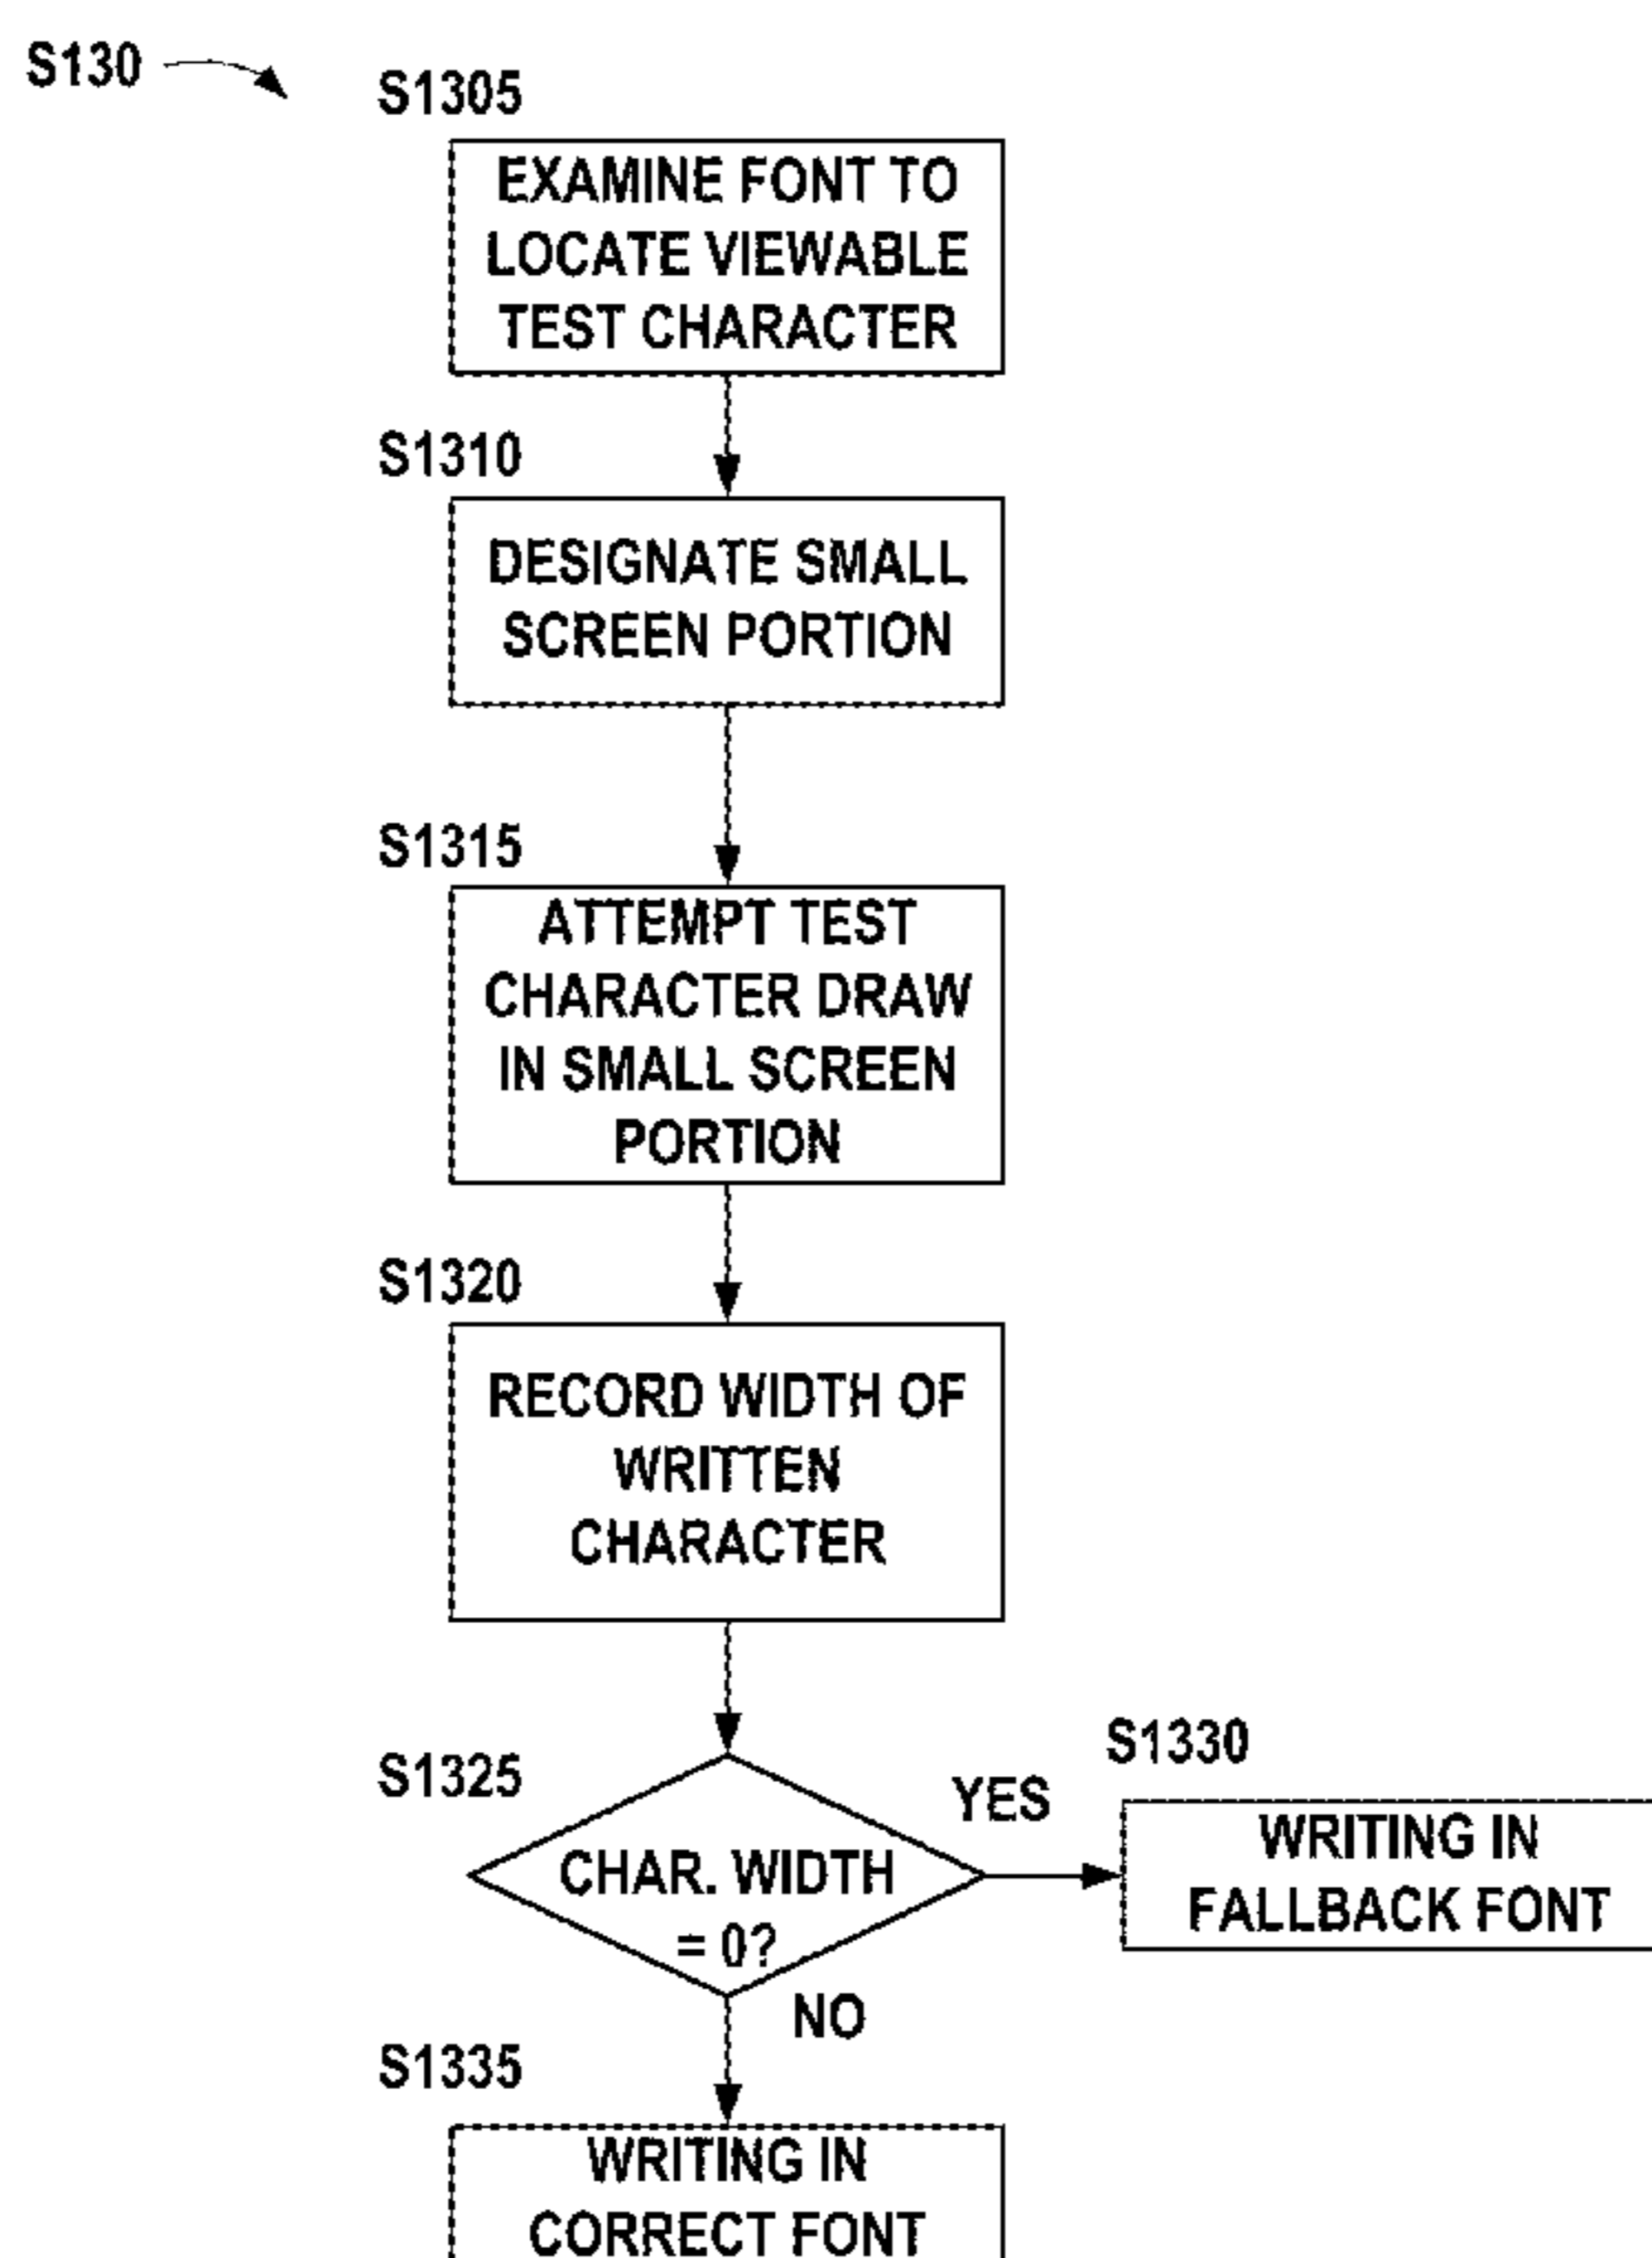 S130
S1305
EXAMINE FONT TO
LOCATE VIEWABLE
TEST CHARACTER
S1310
DESIGNATE SMALL
SCREEN PORTION
S1315
ATTEMPT TEST
CHARACTER DRAW
IN SMALL SCREEN
PORTION
S1320
RECORD WIDTH OF
WRITTEN
CHARACTER
S1325
CHAR. WIDTH
= 0?
YES
S1330
WRITING IN
FALLBACK FONT
NO
S1335
WRITING IN
CORRECT FONT